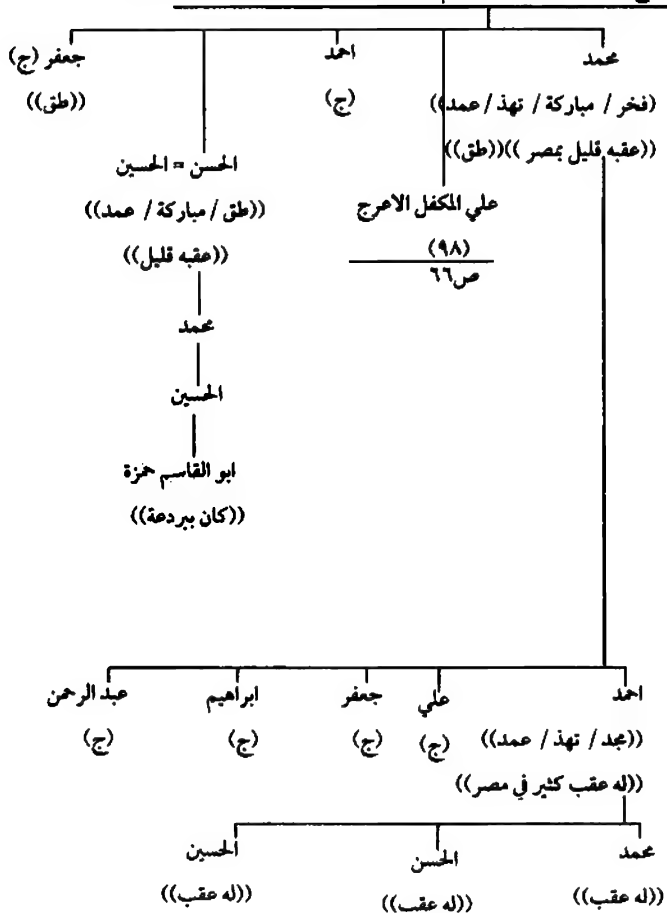 محمد
احمد
جعفر (ج)
(فخر / مباركة / تهذ / عمد))
(ج)
((طق))
((عقبه قليل بمصر))((طق))
الحسن = الحسين
علي المكفل الاعرج
((طق / مباركة / عمد))
(٩٨)
ص٦٦
((عقبه قليل))
محمد
الحسين
ابو القاسم حمزة
((كان ببردعة))
احمد
علي
جعفر
ابراهيم
عبد الرحمن
((مجد / تهذ / عمد))
(ج)
(ج)
(ج)
(ج)
((له عقب كثير في مصر))
محمد
الحسن
الحسين
((له عقب))
((له عقب))
((له عقب))